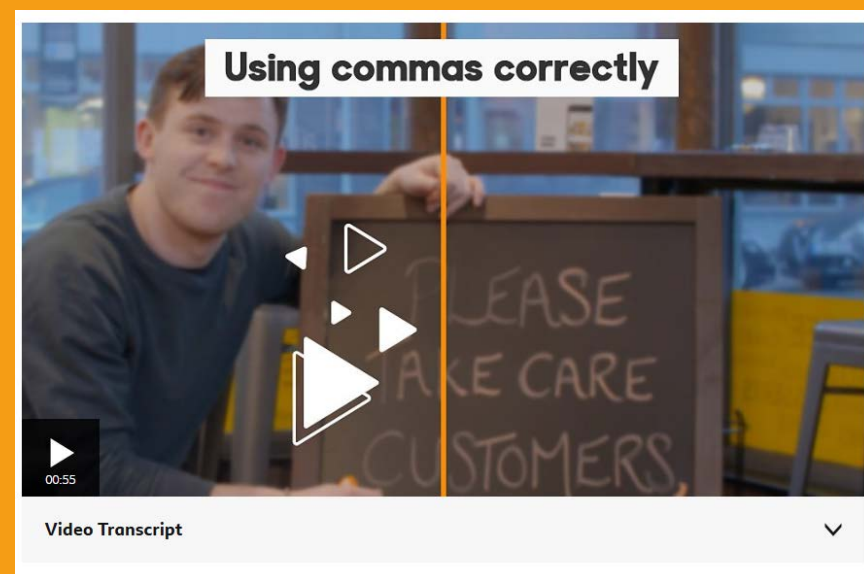 Using commas correctly
PLEASE
TAKE CARE
CUSTOMERS,
00:55
Video Transcript